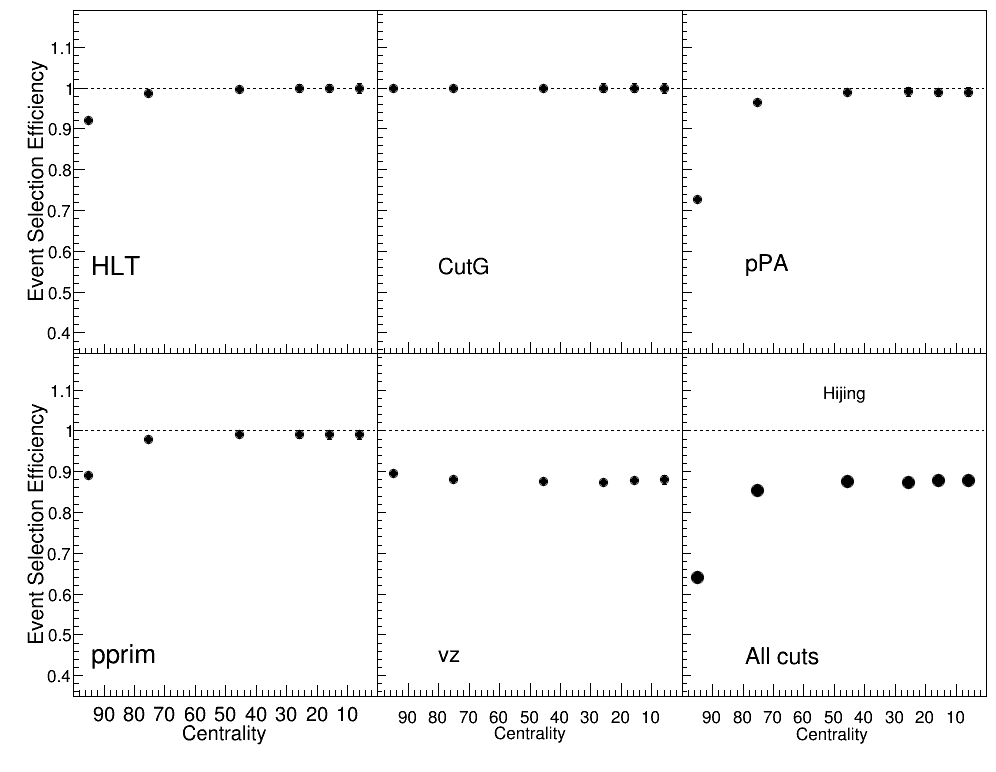 Event Selection Efficiency
1.1
1
0.9
0.8
0.7
0.6
0.5
0.4
HLT
CutG
pPA
Event Selection Efficiency
1.1
1
0.9
0.8
0.7
0.6
0.5
0.4
pprim
vz
Hijing
All cuts
90 80 70 60 50 40 30 20 10
Centrality
90 80 70 60 50 40 30 20 10
Centrality
90 80 70 60 50 40 30 20 10
Centrality